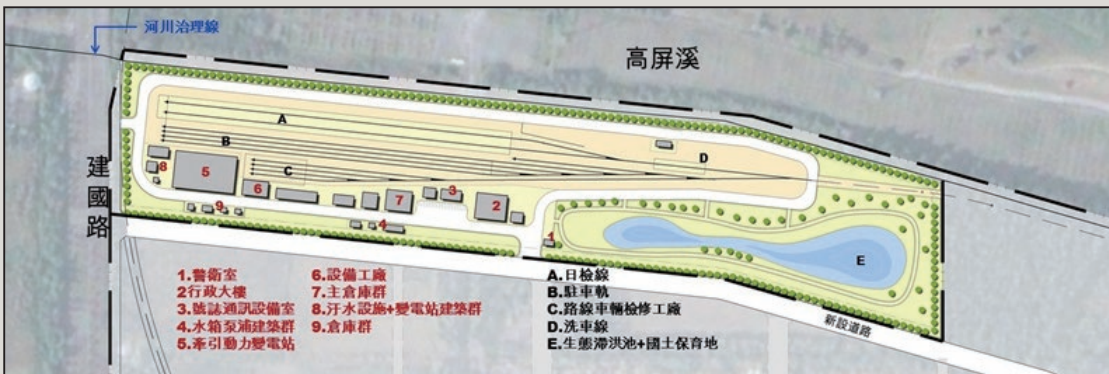 河川治理線
高屏溪
建國路
A
B
C
D
E
1
2
3
4
5
6
7
8
9
新設道路
1.警衛室
2行政大樓
3.號誌通訊設備室
4.水箱泵浦建築群
5.牽引動力變電站
6.設備工廠
7.主倉庫群
8.汙水設施+變電站建築群
9.倉庫群
A.日檢線
B.駐車軌
C.路線車輛檢修工廠
D.洗車線
E.生態滯洪池+國土保育地